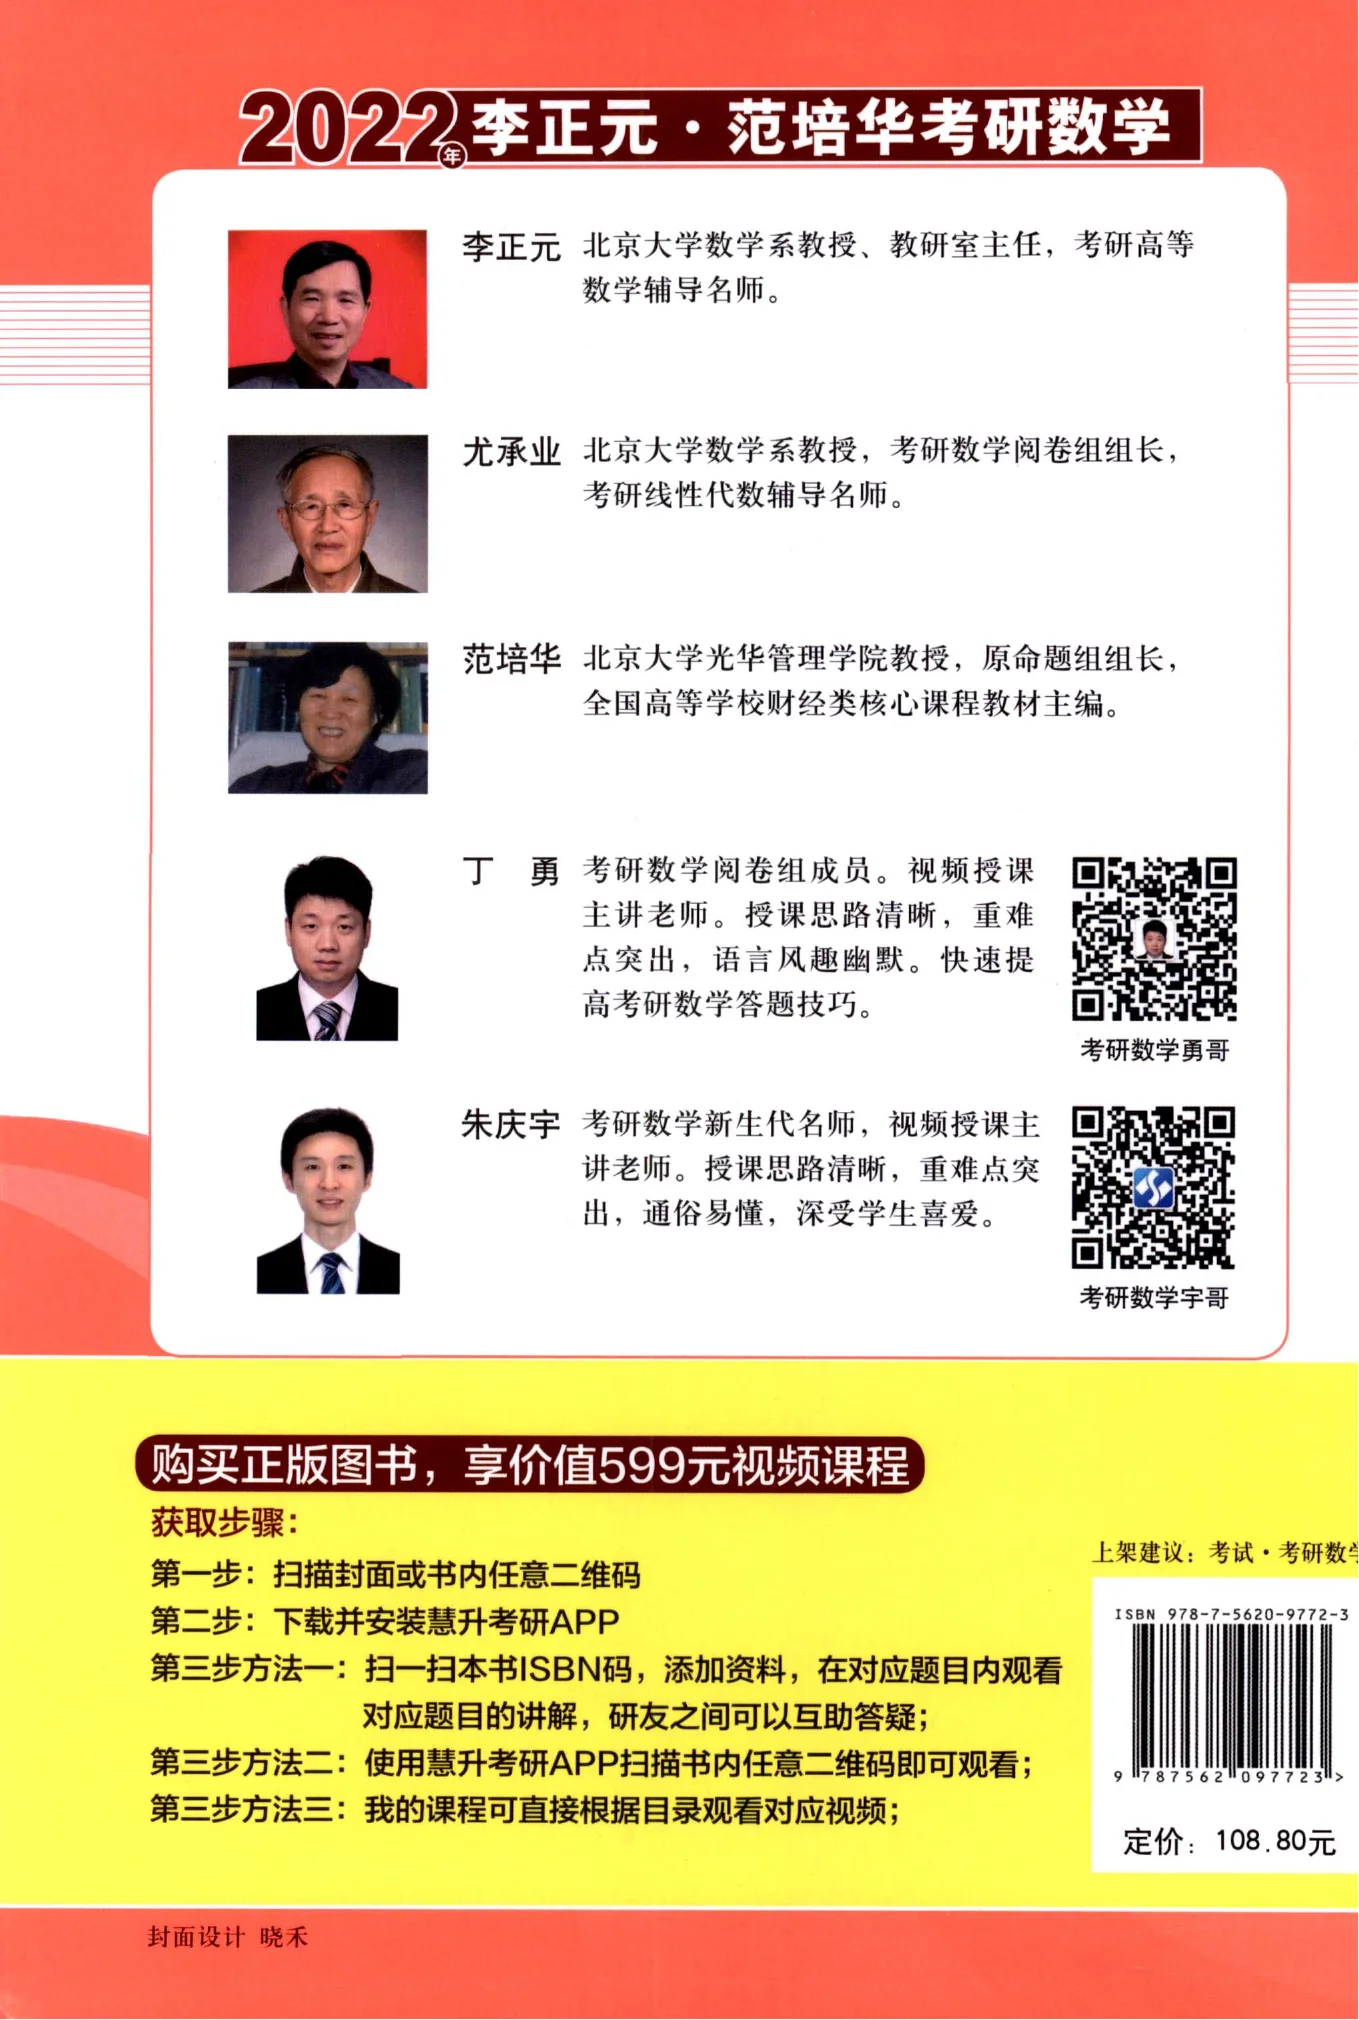 2022年李正元·范培华考研数学
李正元 北京大学数学系教授、教研室主任，考研高等
数学辅导名师。
尤承业 北京大学数学系教授，考研数学阅卷组组长，
考研线性代数辅导名师。
范培华 北京大学光华管理学院教授，原命题组组长，
全国高等学校财经类核心课程教材主编。
丁 勇 考研数学阅卷组成员。视频授课
主讲老师。授课思路清晰，重难
点突出，语言风趣幽默。快速提
高考研数学答题技巧。
考研数学勇哥
朱庆宇 考研数学新生代名师，视频授课主
讲老师。授课思路清晰，重难点突
出，通俗易懂，深受学生喜爱。
考研数学宇哥
购买正版图书，享价值599元视频课程
获取步骤：
第一步：扫描封面或书内任意二维码
第二步：下载并安装慧升考研APP
第三步方法一：扫一扫本书ISBN码，添加资料，在对应题目内观看
对应题目的讲解，研友之间可以互助答疑；
第三步方法二：使用慧升考研APP扫描书内任意二维码即可观看；
第三步方法三：我的课程可直接根据目录观看对应视频；
上架建议：考试·考研数学
ISBN 978-7-5620-9772-3
9 787562 097723 >
定价：108.80元
封面设计 晓禾